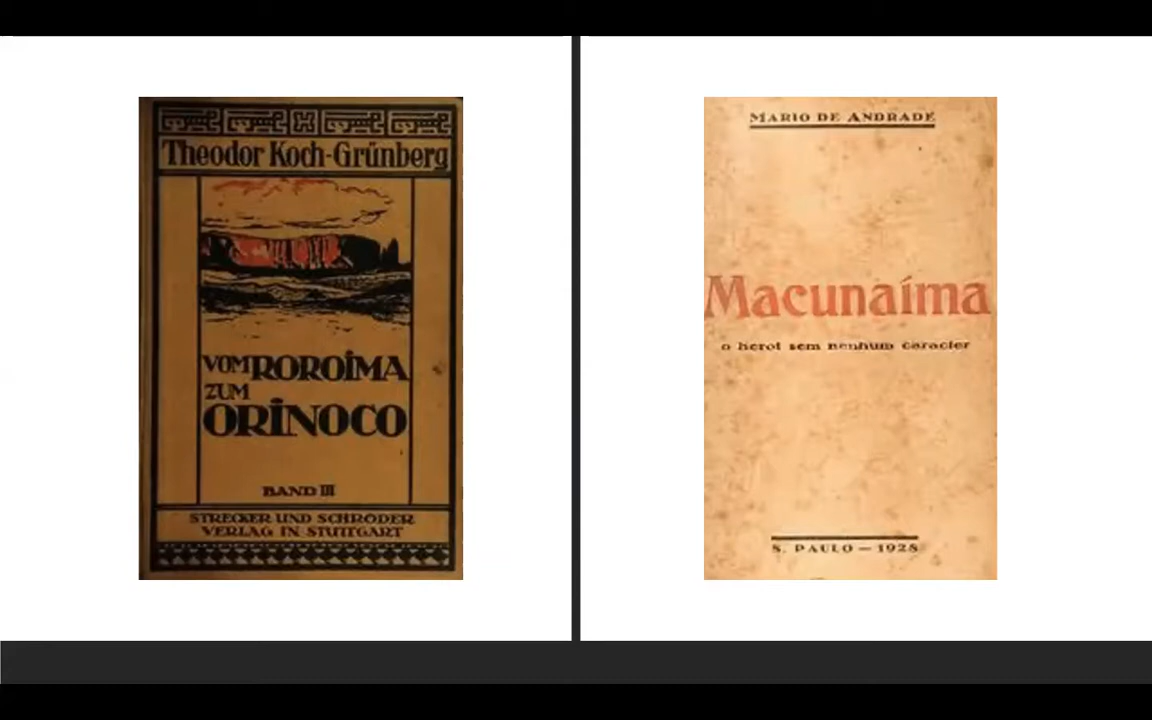 Theodor Koch-Grünberg
VOM ROROIMA
ZUM
ORINOCO
BAND III
STRECKER UND SCHRÖDER
VERLAG IN STUTTGART
MARIO DE ANDRADE
Macunaíma
o heroi sem nenhum caracter
S. PAULO — 1928